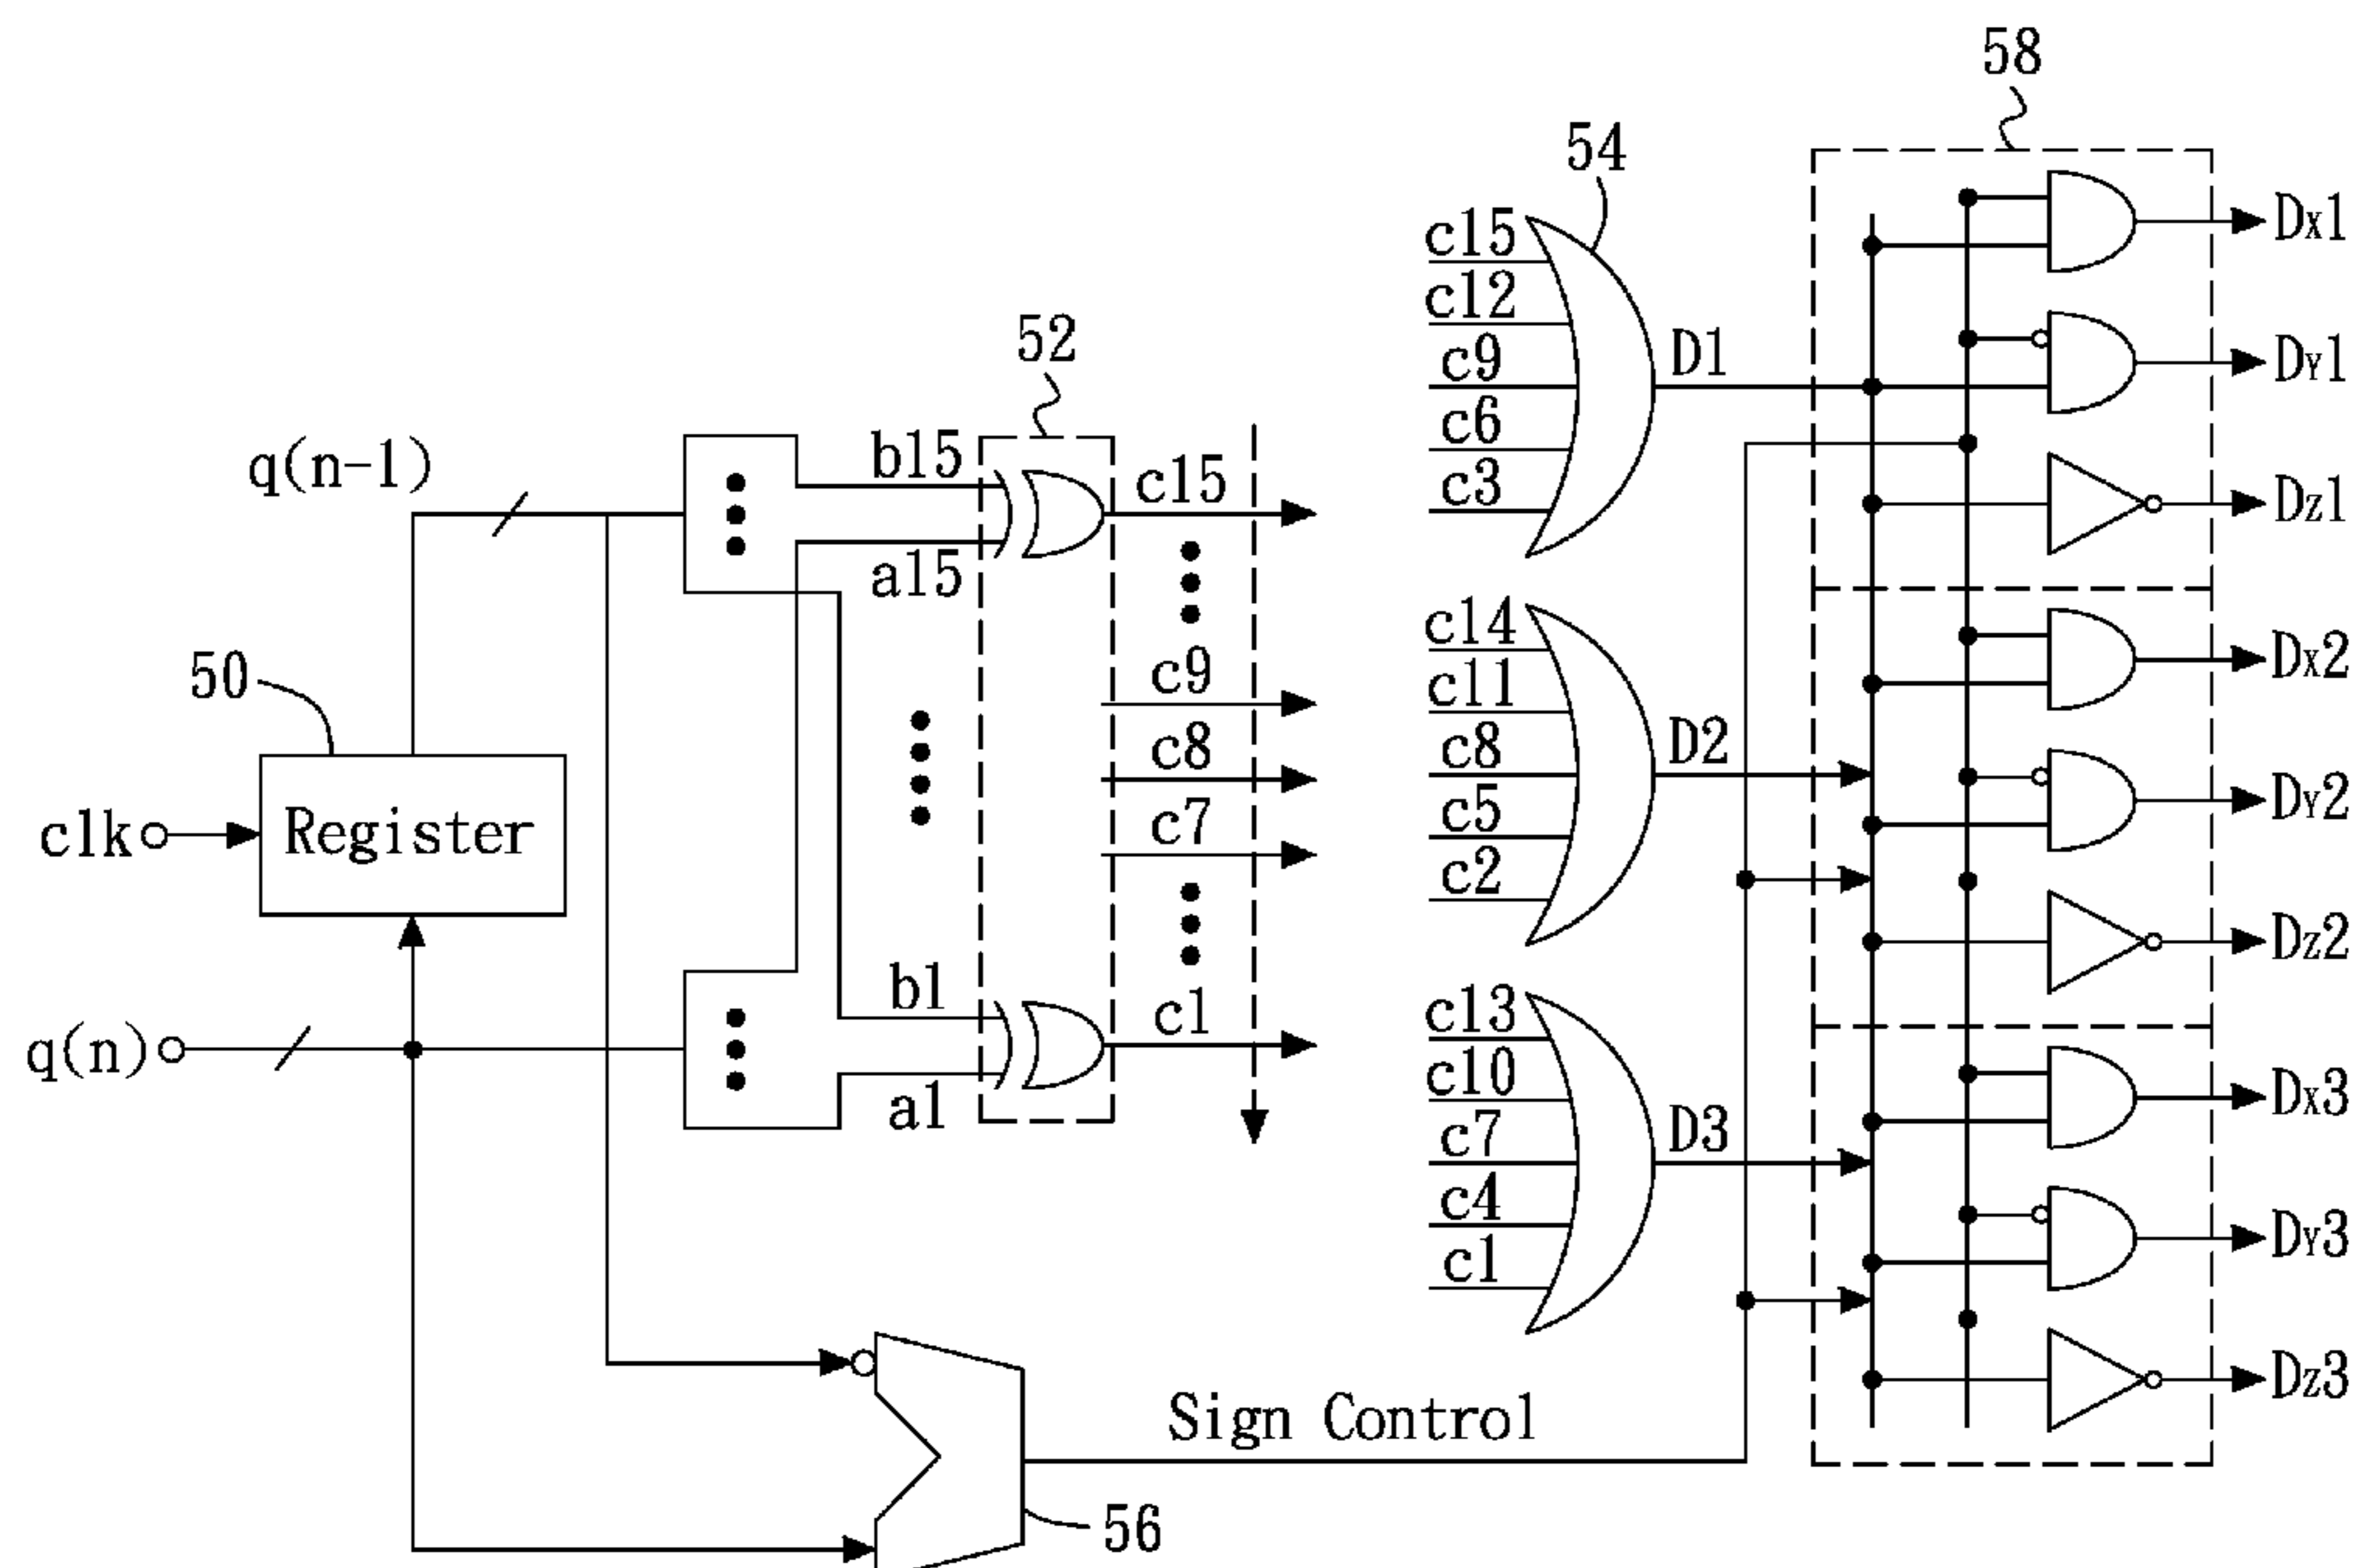 58
54
c15
c12
c9
c6
c3
D1
Dx1
DY1
Dz1
52
q(n-1)
b15
a15
c15
c9
c8
c7
c1
50
clk
Register
q(n)
b1
a1
c14
c11
c8
c5
c2
D2
Dx2
DY2
Dz2
c13
c10
c7
c4
c1
D3
Dx3
DY3
Dz3
Sign Control
56